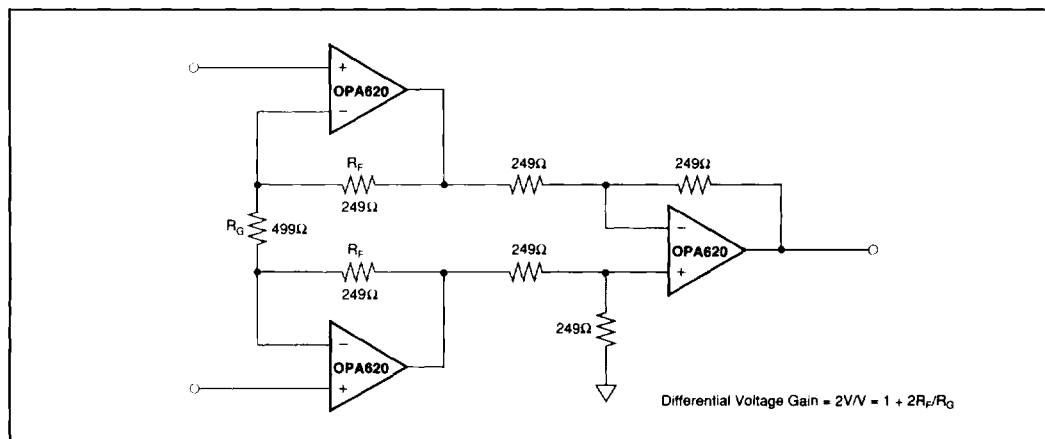 +
OPA620
−
R_F
249Ω
249Ω
249Ω
R_G 499Ω
−
OPA620
+
R_F
249Ω
249Ω
249Ω
−
OPA620
+
Differential Voltage Gain = 2V/V = 1 + 2R_F/R_G